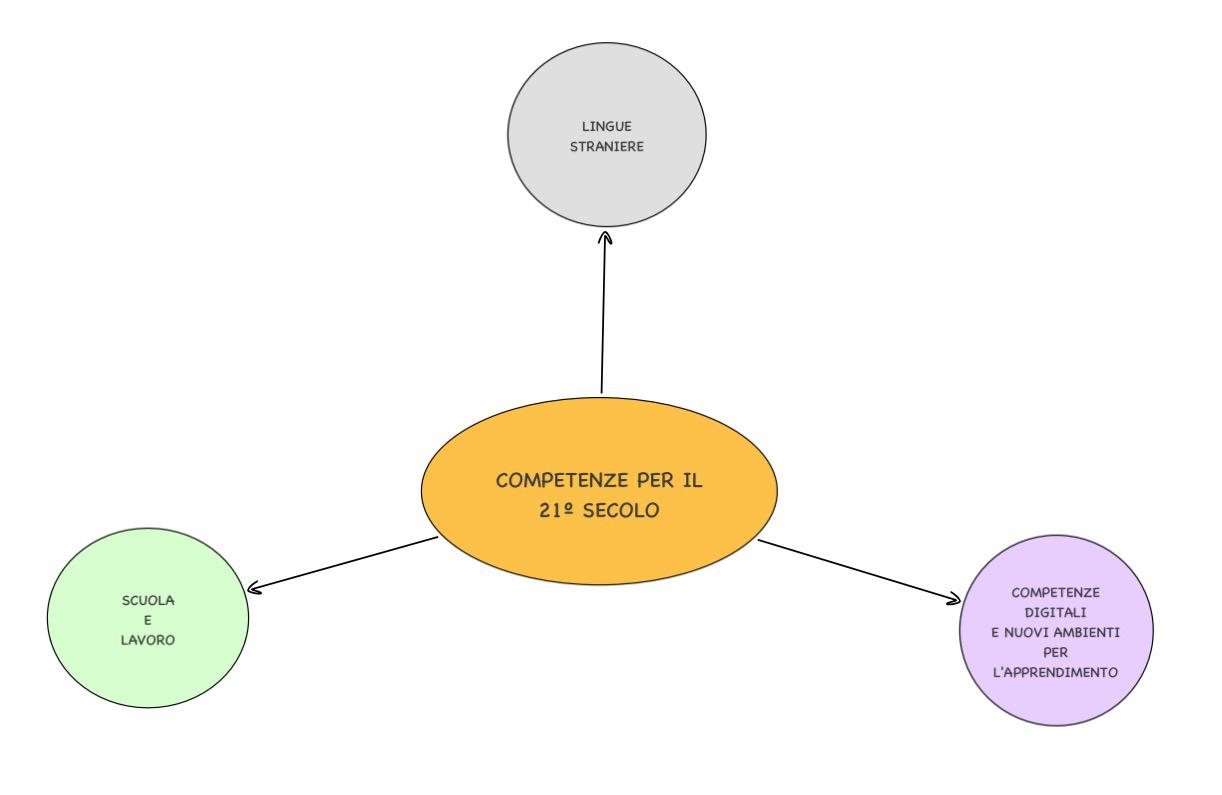 LINGUE
STRANIERE
COMPETENZE PER IL
21º SECOLO
SCUOLA
E
LAVORO
COMPETENZE
DIGITALI
E NUOVI AMBIENTI
PER
L'APPRENDIMENTO